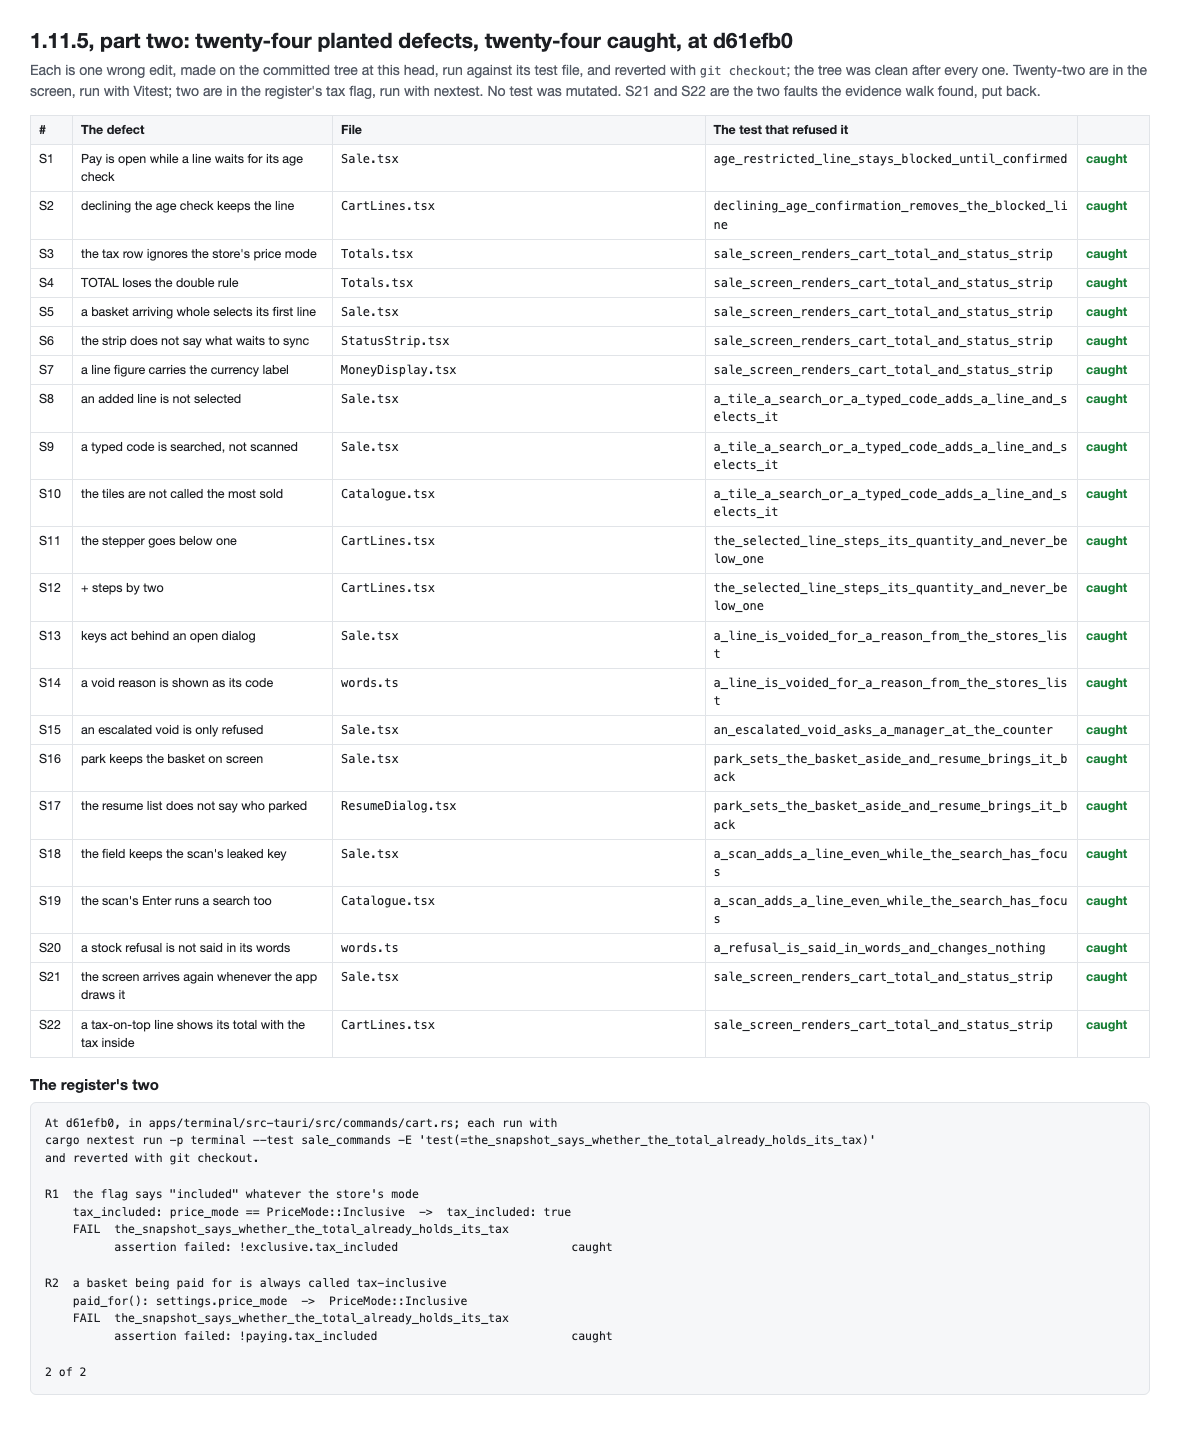 1.11.5, part two: twenty-four planted defects, twenty-four caught, at d61efb0
Each is one wrong edit, made on the committed tree at this head, run against its test file, and reverted with git checkout; the tree was clean after every one. Twenty-two are in the
screen, run with Vitest; two are in the register's tax flag, run with nextest. No test was mutated. S21 and S22 are the two faults the evidence walk found, put back.
# The defect File The test that refused it
S1 Pay is open while a line waits for its age Sale.tsx age_restricted_line_stays_blocked_until_confirmed caught
check
S2 declining the age check keeps the line CartLines.tsx declining_age_confirmation_removes_the_blocked_li caught
ne
S3 the tax row ignores the store's price mode Totals.tsx sale_screen_renders_cart_total_and_status_strip caught
S4 TOTAL loses the double rule Totals.tsx sale_screen_renders_cart_total_and_status_strip caught
S5 a basket arriving whole selects its first line Sale.tsx sale_screen_renders_cart_total_and_status_strip caught
S6 the strip does not say what waits to sync StatusStrip.tsx sale_screen_renders_cart_total_and_status_strip caught
S7 a line figure carries the currency label MoneyDisplay.tsx sale_screen_renders_cart_total_and_status_strip caught
S8 an added line is not selected Sale.tsx a_tile_a_search_or_a_typed_code_adds_a_line_and_s caught
elects_it
S9 a typed code is searched, not scanned Sale.tsx a_tile_a_search_or_a_typed_code_adds_a_line_and_s caught
elects_it
S10 the tiles are not called the most sold Catalogue.tsx a_tile_a_search_or_a_typed_code_adds_a_line_and_s caught
elects_it
S11 the stepper goes below one CartLines.tsx the_selected_line_steps_its_quantity_and_never_be caught
low_one
S12 + steps by two CartLines.tsx the_selected_line_steps_its_quantity_and_never_be caught
low_one
S13 keys act behind an open dialog Sale.tsx a_line_is_voided_for_a_reason_from_the_stores_lis caught
t
S14 a void reason is shown as its code words.ts a_line_is_voided_for_a_reason_from_the_stores_lis caught
t
S15 an escalated void is only refused Sale.tsx an_escalated_void_asks_a_manager_at_the_counter caught
S16 park keeps the basket on screen Sale.tsx park_sets_the_basket_aside_and_resume_brings_it_b caught
ack
S17 the resume list does not say who parked ResumeDialog.tsx park_sets_the_basket_aside_and_resume_brings_it_b caught
ack
S18 the field keeps the scan's leaked key Sale.tsx a_scan_adds_a_line_even_while_the_search_has_focu caught
s
S19 the scan's Enter runs a search too Catalogue.tsx a_scan_adds_a_line_even_while_the_search_has_focu caught
s
S20 a stock refusal is not said in its words words.ts a_refusal_is_said_in_words_and_changes_nothing caught
S21 the screen arrives again whenever the app Sale.tsx sale_screen_renders_cart_total_and_status_strip caught
draws it
S22 a tax-on-top line shows its total with the CartLines.tsx sale_screen_renders_cart_total_and_status_strip caught
tax inside
The register's two
At d61efb0, in apps/terminal/src-tauri/src/commands/cart.rs; each run with
cargo nextest run -p terminal --test sale_commands -E 'test(=the_snapshot_says_whether_the_total_already_holds_its_tax)'
and reverted with git checkout.
R1 the flag says "included" whatever the store's mode
tax_included: price_mode == PriceMode::Inclusive -> tax_included: true
FAIL the_snapshot_says_whether_the_total_already_holds_its_tax
assertion failed: !exclusive.tax_included caught
R2 a basket being paid for is always called tax-inclusive
paid_for(): settings.price_mode -> PriceMode::Inclusive
FAIL the_snapshot_says_whether_the_total_already_holds_its_tax
assertion failed: !paying.tax_included caught
2 of 2